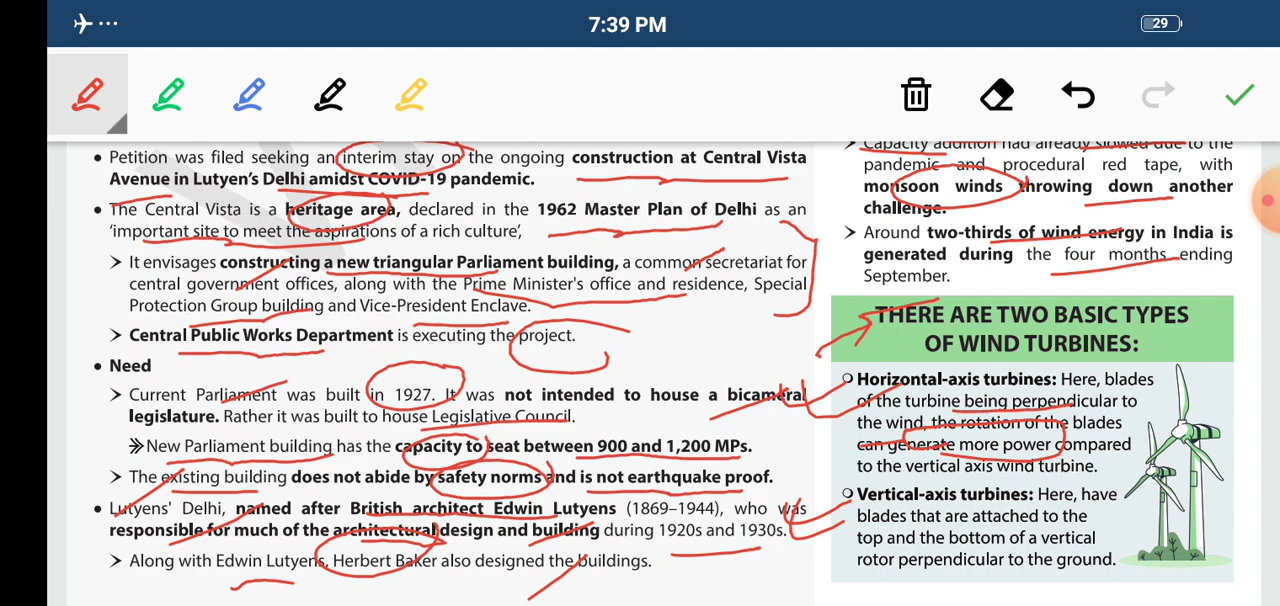 7:39 PM
29
• Petition was filed seeking an interim stay on the ongoing construction at Central Vista
Avenue in Lutyen's Delhi amidst COVID-19 pandemic.
• The Central Vista is a heritage area, declared in the 1962 Master Plan of Delhi as an
'important site to meet the aspirations of a rich culture',
➤ It envisages constructing a new triangular Parliament building, a common secretariat for
central government offices, along with the Prime Minister's office and residence, Special
Protection Group building and Vice-President Enclave.
➤ Central Public Works Department is executing the project.
• Need
➤ Current Parliament was built in 1927. It was not intended to house a bicameral
legislature. Rather it was built to house Legislative Council.
⋙ New Parliament building has the capacity to seat between 900 and 1,200 MPs.
➤ The existing building does not abide by safety norms and is not earthquake proof.
• Lutyens' Delhi, named after British architect Edwin Lutyens (1869–1944), who was
responsible for much of the architectural design and building during 1920s and 1930s.
➤ Along with Edwin Lutyens, Herbert Baker also designed the buildings.
➤ Capacity addition had already slowed due to the
pandemic and procedural red tape, with
monsoon winds throwing down another
challenge.
➤ Around two-thirds of wind energy in India is
generated during the four months ending
September.
THERE ARE TWO BASIC TYPES
OF WIND TURBINES:
❍ Horizontal-axis turbines: Here, blades
of the turbine being perpendicular to
the wind, the rotation of the blades
can generate more power compared
to the vertical axis wind turbine.
❍ Vertical-axis turbines: Here, have
blades that are attached to the
top and the bottom of a vertical
rotor perpendicular to the ground.